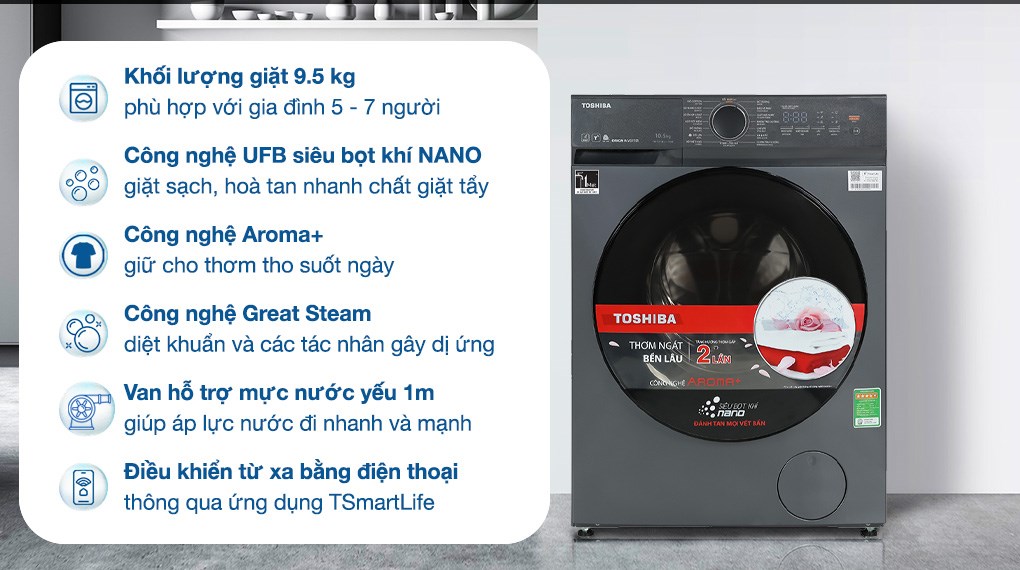 Khối lượng giặt 9.5 kg
phù hợp với gia đình 5 - 7 người
Công nghệ UFB siêu bọt khí NANO
giặt sạch, hoà tan nhanh chất giặt tẩy
Công nghệ Aroma+
giữ cho thơm tho suốt ngày
Công nghệ Great Steam
diệt khuẩn và các tác nhân gây dị ứng
Van hỗ trợ mực nước yếu 1m
giúp áp lực nước đi nhanh và mạnh
Điều khiển từ xa bằng điện thoại
thông qua ứng dụng TSmartLife
TOSHIBA
10.5kg
TOSHIBA
THƠM NGÁT
BỀN LÂU
2 LẦN
CÔNG NGHỆ AROMA+
SIÊU BỌT KHÍ
nano
ĐÁNH TAN MỌI VẾT BẨN